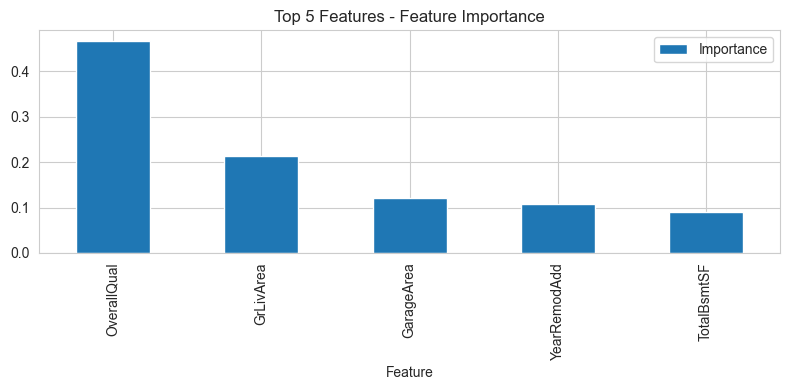 Top 5 Features - Feature Importance
Importance
0.4
0.3
0.2
0.1
0.0
OverallQual
GrLivArea
GarageArea
YearRemodAdd
TotalBsmtSF
Feature